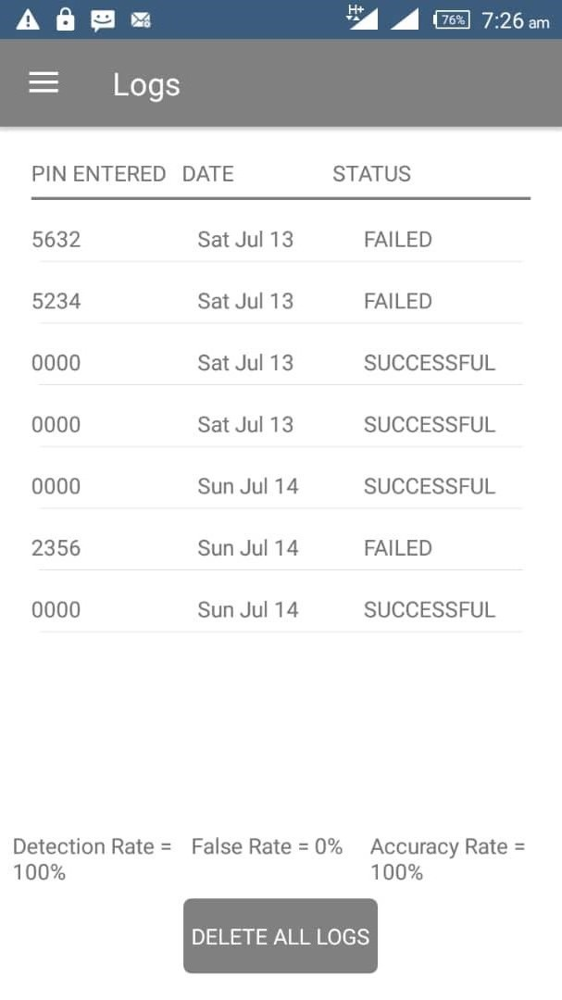 H+ 76% 7:26 am
Logs
PIN ENTERED DATE STATUS
5632 Sat Jul 13 FAILED
5234 Sat Jul 13 FAILED
0000 Sat Jul 13 SUCCESSFUL
0000 Sat Jul 13 SUCCESSFUL
0000 Sun Jul 14 SUCCESSFUL
2356 Sun Jul 14 FAILED
0000 Sun Jul 14 SUCCESSFUL
Detection Rate = False Rate = 0% Accuracy Rate =
100% 100%
DELETE ALL LOGS